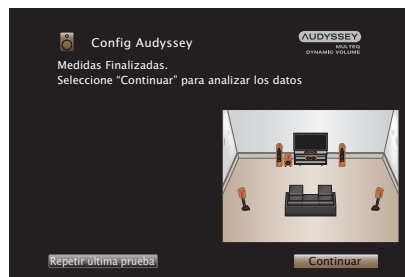 Config Audyssey
AUDYSSEY
MULTEQ
DYNAMIC VOLUME
Medidas Finalizadas.
Seleccione “Continuar” para analizar los datos
Repetir última prueba
Continuar